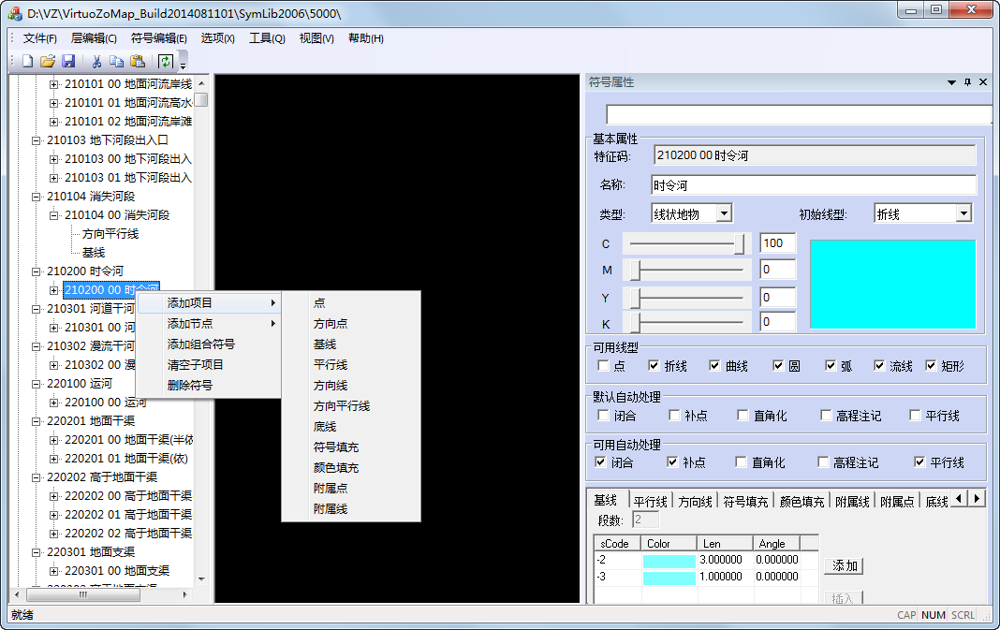 D:\VZ\VirtuoZoMap_Build2014081101\SymLib2006\5000\
文件(F) 层编辑(C) 符号编辑(E) 选项(X) 工具(Q) 视图(V) 帮助(H)
210101 00 地面河流岸线
210101 01 地面河流高水
210101 02 地面河流岸滩
210103 地下河段出入口
210103 00 地下河段出入
210103 01 地下河段出入
210104 消失河段
210104 00 消失河段
方向平行线
基线
210200 时令河
210200 00 时令河
210301 河道干河
210301 00 河
210302 漫流干河
210302 00 漫
220100 运河
220100 00 运河
220201 地面干渠
220201 00 地面干渠(半依
220201 01 地面干渠(依)
220202 高于地面干渠
220202 00 高于地面干渠
220202 01 高于地面干渠
220202 02 高于地面干渠
220301 地面支渠
220301 00 地面支渠
220302 高于地面支渠
添加项目
添加节点
添加组合符号
清空子项目
删除符号
点
方向点
基线
平行线
方向线
方向平行线
底线
符号填充
颜色填充
附属点
附属线
符号属性
基本属性
特征码: 210200 00 时令河
名称: 时令河
类型: 线状地物 初始线型: 折线
C 100
M 0
Y 0
K 0
可用线型
点 折线 曲线 圆 弧 流线 矩形
默认自动处理
闭合 补点 直角化 高程注记 平行线
可用自动处理
闭合 补点 直角化 高程注记 平行线
基线 平行线 方向线 符号填充 颜色填充 附属线 附属点 底线
段数: 2
sCode Color Len Angle
-2 3.000000 0.000000
-3 1.000000 0.000000
添加
插入
就绪
CAP NUM SCRL